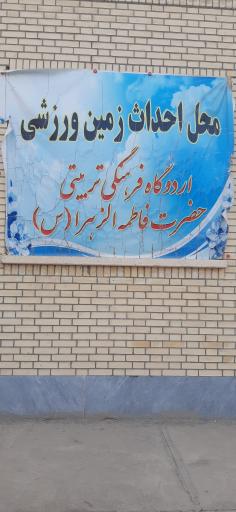 محل احداث زمین ورزشی
اردوگاه فرهنگی تربیتی
حضرت فاطمه الزهرا (س)